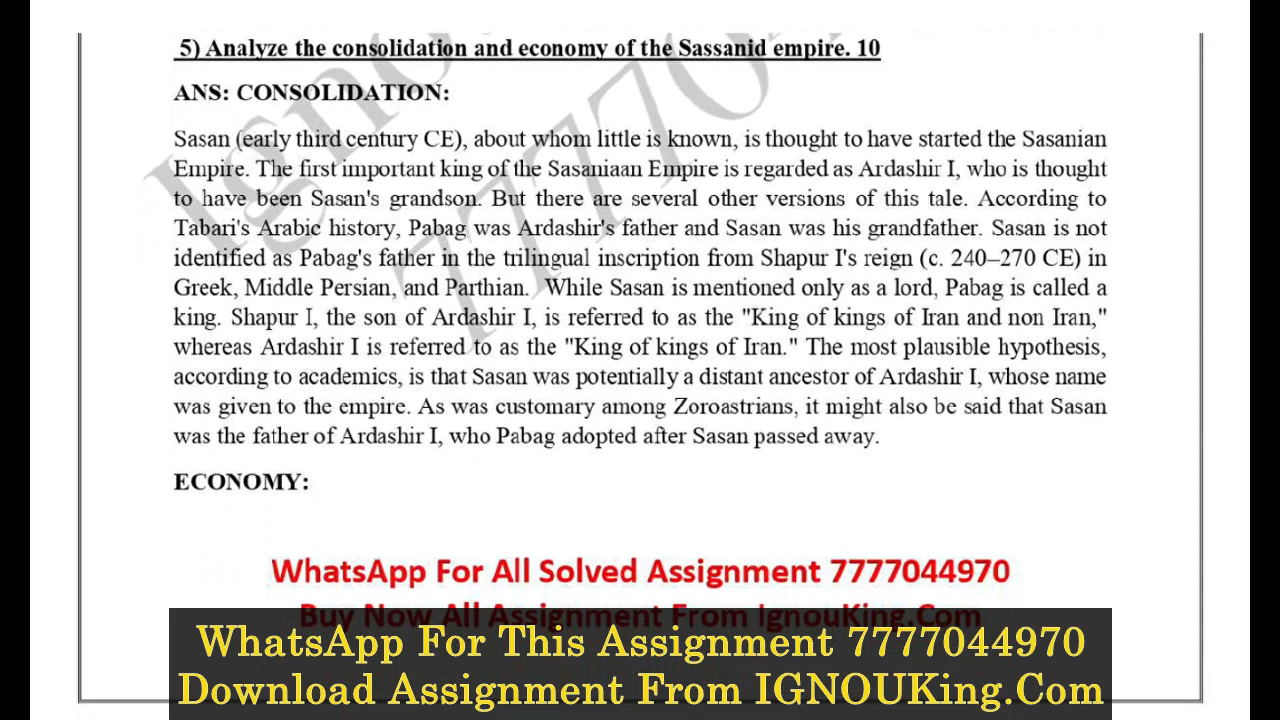 5) Analyze the consolidation and economy of the Sassanid empire. 10
ANS: CONSOLIDATION:
Sasan (early third century CE), about whom little is known, is thought to have started the Sasanian
Empire. The first important king of the Sasaniaan Empire is regarded as Ardashir I, who is thought
to have been Sasan's grandson. But there are several other versions of this tale. According to
Tabari's Arabic history, Pabag was Ardashir's father and Sasan was his grandfather. Sasan is not
identified as Pabag's father in the trilingual inscription from Shapur I's reign (c. 240–270 CE) in
Greek, Middle Persian, and Parthian. While Sasan is mentioned only as a lord, Pabag is called a
king. Shapur I, the son of Ardashir I, is referred to as the "King of kings of Iran and non Iran,"
whereas Ardashir I is referred to as the "King of kings of Iran." The most plausible hypothesis,
according to academics, is that Sasan was potentially a distant ancestor of Ardashir I, whose name
was given to the empire. As was customary among Zoroastrians, it might also be said that Sasan
was the father of Ardashir I, who Pabag adopted after Sasan passed away.
ECONOMY:
WhatsApp For All Solved Assignment 7777044970
Buy Now All Assignment From IgnouKing.Com
WhatsApp For This Assignment 7777044970
Download Assignment From IGNOUKing.Com